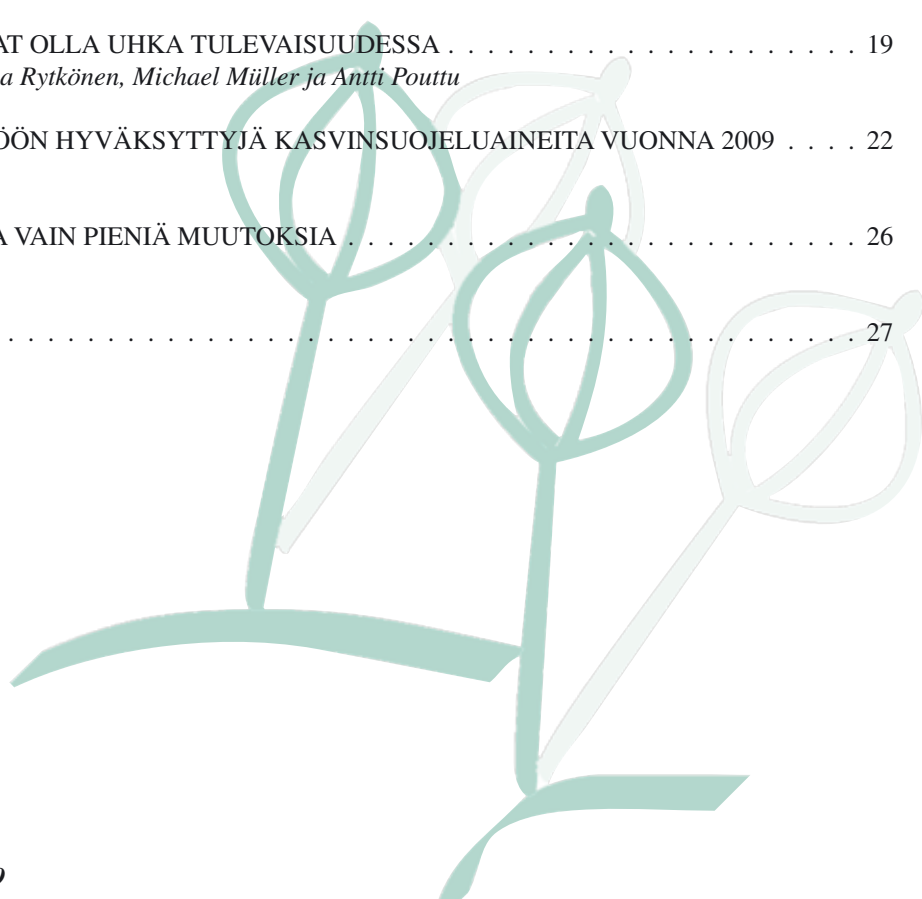 AT OLLA UHKA TULEVAISUUDESSA . . . . . . . . . . . . . . . . . . . . . . . 19
a Rytkönen, Michael Müller ja Antti Pouttu
ÖÖN HYVÄKSYTTYJÄ KASVINSUOJELUAINEITA VUONNA 2009 . . . . 22
A VAIN PIENIÄ MUUTOKSIA . . . . . . . . . . . . . . . . . . . . . . . . . . . . . 26
. . . . . . . . . . . . . . . . . . . . . . . . . . . . . . . . . . . . . . . . . . . . . . . . . 27
9